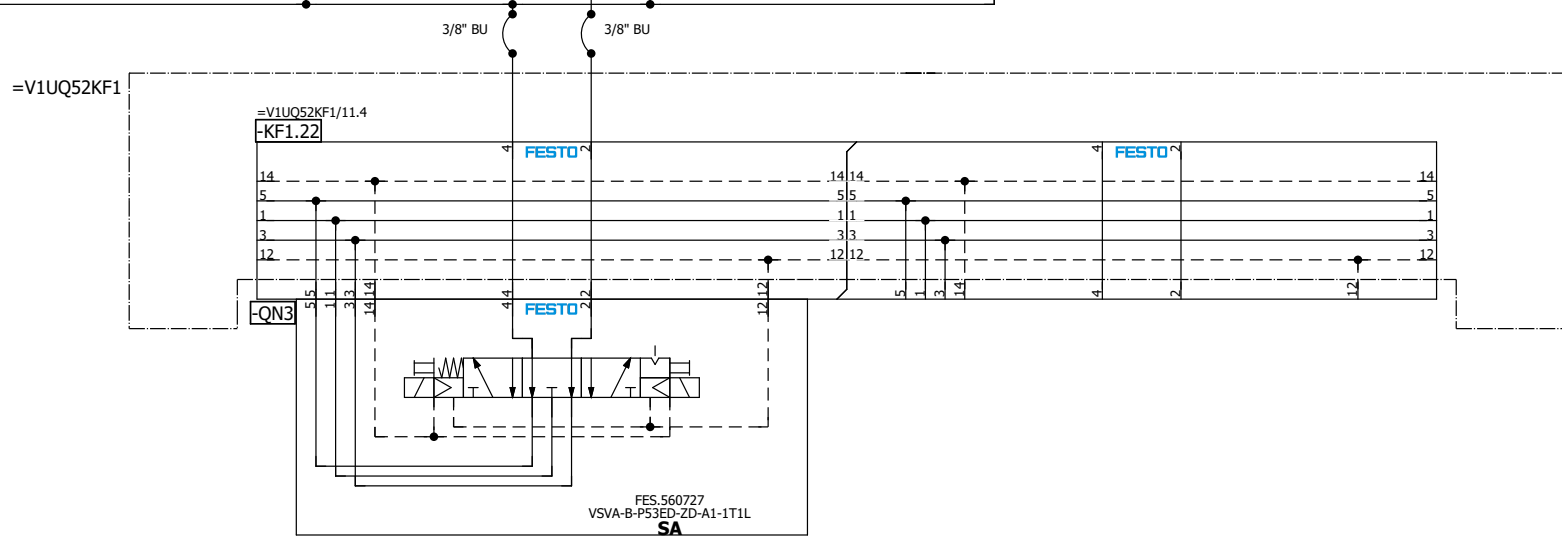 3/8" BU 3/8" BU
=V1UQ52KF1
=V1UQ52KF1/11.4
-KF1.22
4 FESTO 2 4 FESTO 2
14 14 14 14
5 5 5 5
1 1 1 1
3 3 3 3
12 12 12 12
5 1 3 14 4 2 12 5 1 3 14 4 2 12
-QN3
5 5 1 3 14 4 FESTO 2 12
FES.560727
VSVA-B-P53ED-ZD-A1-1T1L
SA